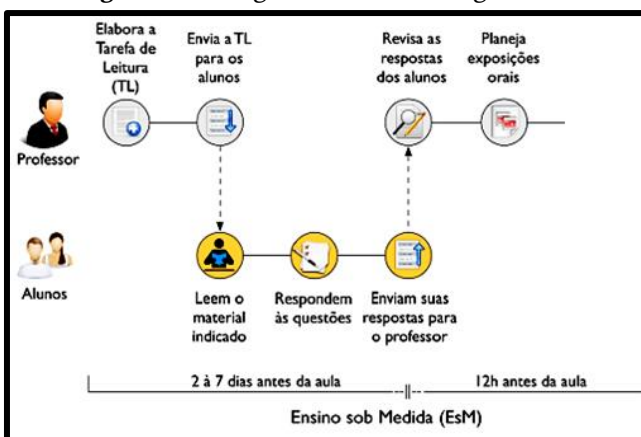 Elabora a
Tarefa de
Leitura
(TL)
Envia a TL
para os
alunos
Revisa as
respostas
dos alunos
Planeja
exposições
orais
Professor
Alunos
Leem o
material
indicado
Respondem
às questões
Enviam suas
respostas para
o professor
2 à 7 dias antes da aula
12h antes da aula
Ensino sob Medida (EsM)